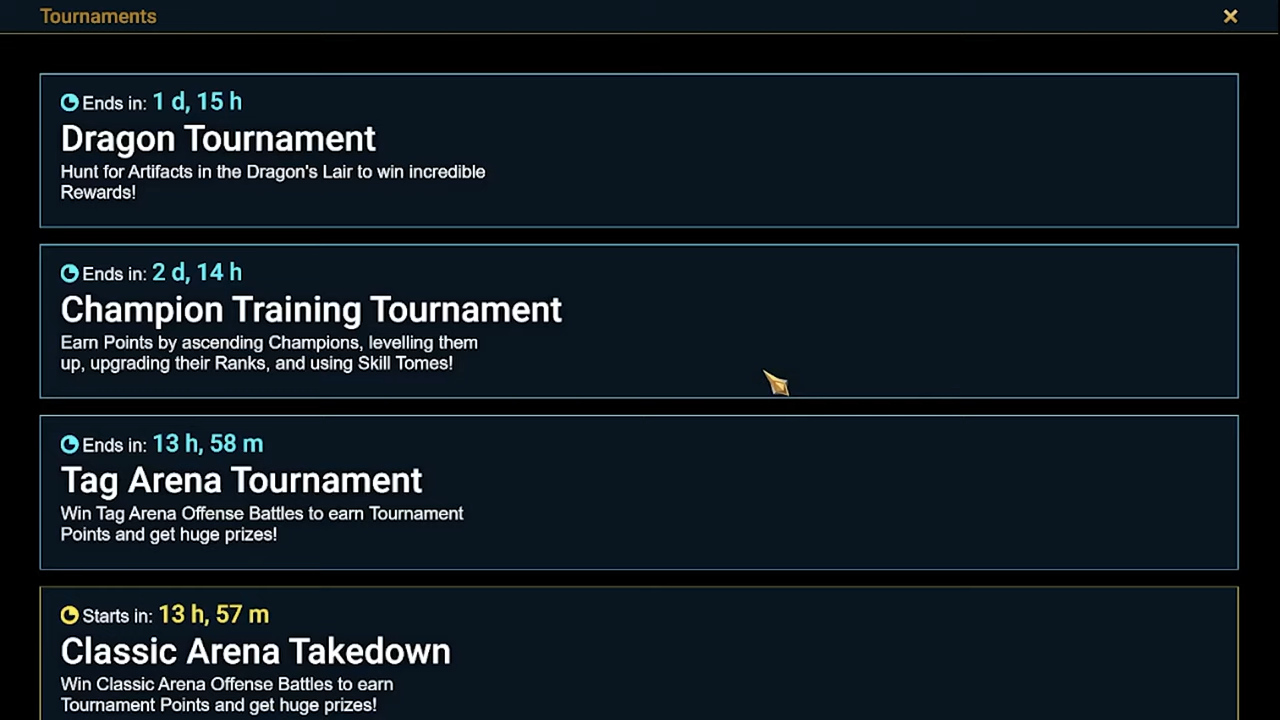 Tournaments
Ends in: 1 d, 15 h
Dragon Tournament
Hunt for Artifacts in the Dragon's Lair to win incredible
Rewards!
Ends in: 2 d, 14 h
Champion Training Tournament
Earn Points by ascending Champions, levelling them
up, upgrading their Ranks, and using Skill Tomes!
Ends in: 13 h, 58 m
Tag Arena Tournament
Win Tag Arena Offense Battles to earn Tournament
Points and get huge prizes!
Starts in: 13 h, 57 m
Classic Arena Takedown
Win Classic Arena Offense Battles to earn
Tournament Points and get huge prizes!